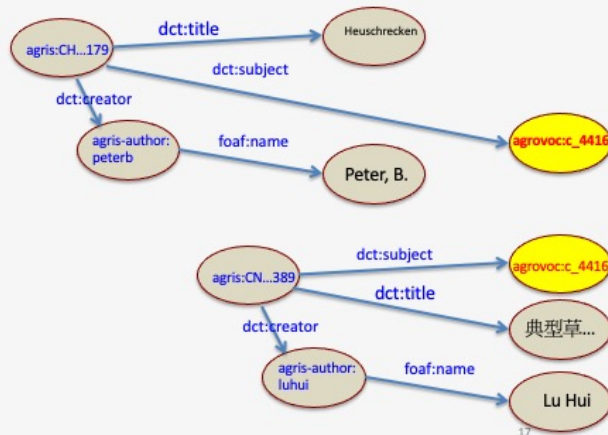 dct:title
Heuschrecken
agris:CH...179
dct:subject
dct:creator
agrovoc:c_4416
agris-author:
peterb
foaf:name
Peter, B.
dct:subject
agrovoc:c_4416
agris:CN...389
dct:title
典型草...
dct:creator
agris-author:
luhui
foaf:name
Lu Hui
17